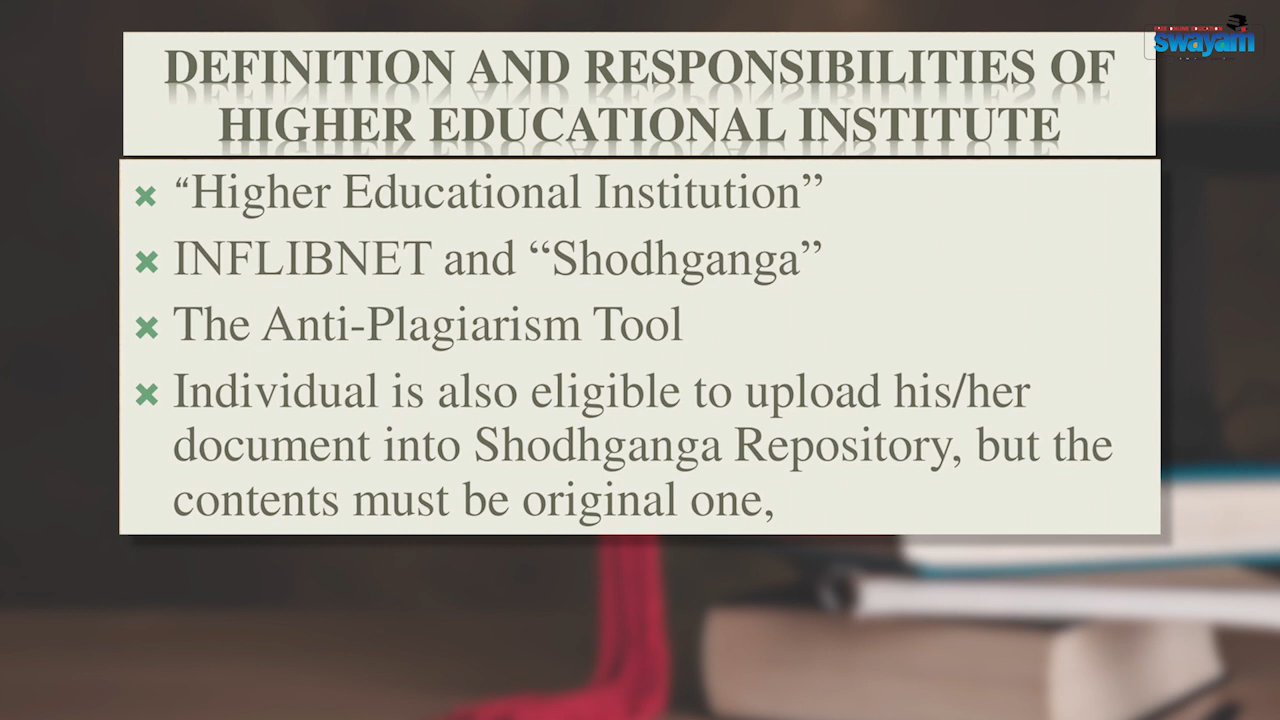 swayam
DEFINITION AND RESPONSIBILITIES OF
HIGHER EDUCATIONAL INSTITUTE
“Higher Educational Institution”
INFLIBNET and “Shodhganga”
The Anti-Plagiarism Tool
Individual is also eligible to upload his/her
document into Shodhganga Repository, but the
contents must be original one,